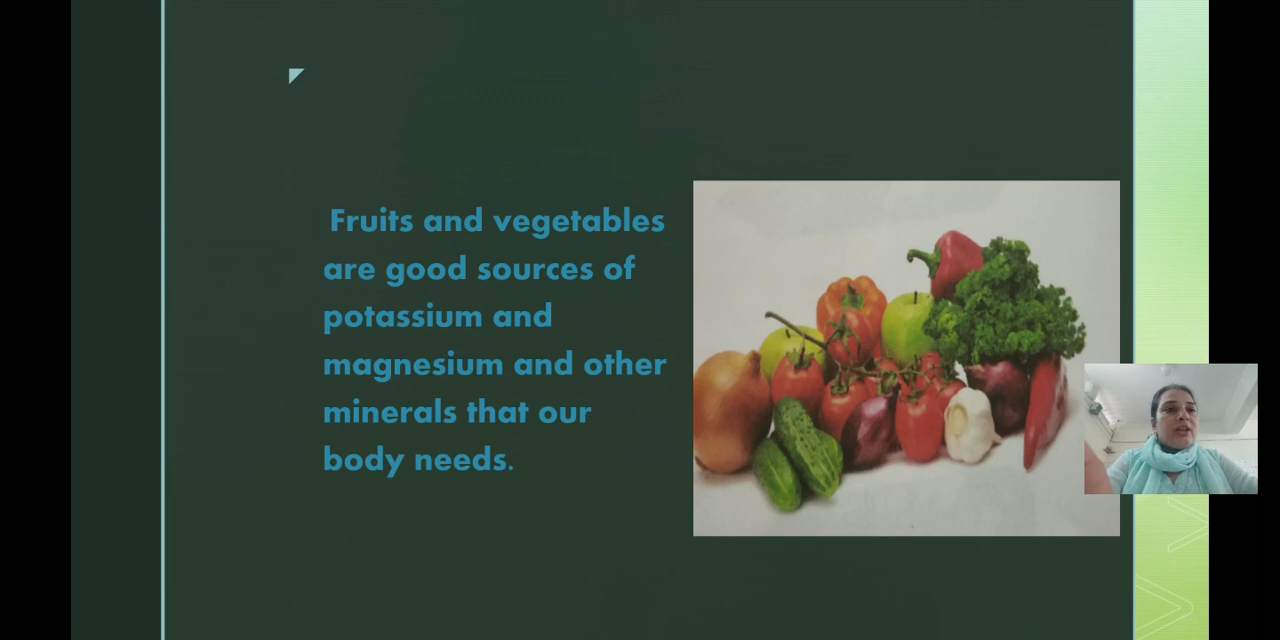 Fruits and vegetables
are good sources of
potassium and
magnesium and other
minerals that our
body needs.